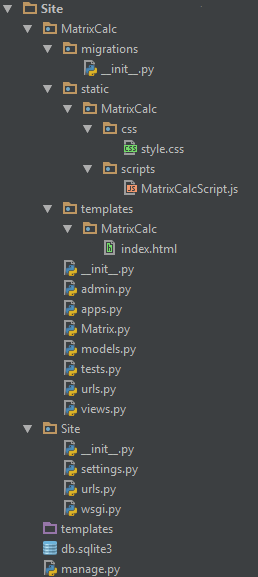 Site
MatrixCalc
migrations
__init__.py
static
MatrixCalc
css
style.css
scripts
MatrixCalcScript.js
templates
MatrixCalc
index.html
__init__.py
admin.py
apps.py
Matrix.py
models.py
tests.py
urls.py
views.py
Site
__init__.py
settings.py
urls.py
wsgi.py
templates
db.sqlite3
manage.py